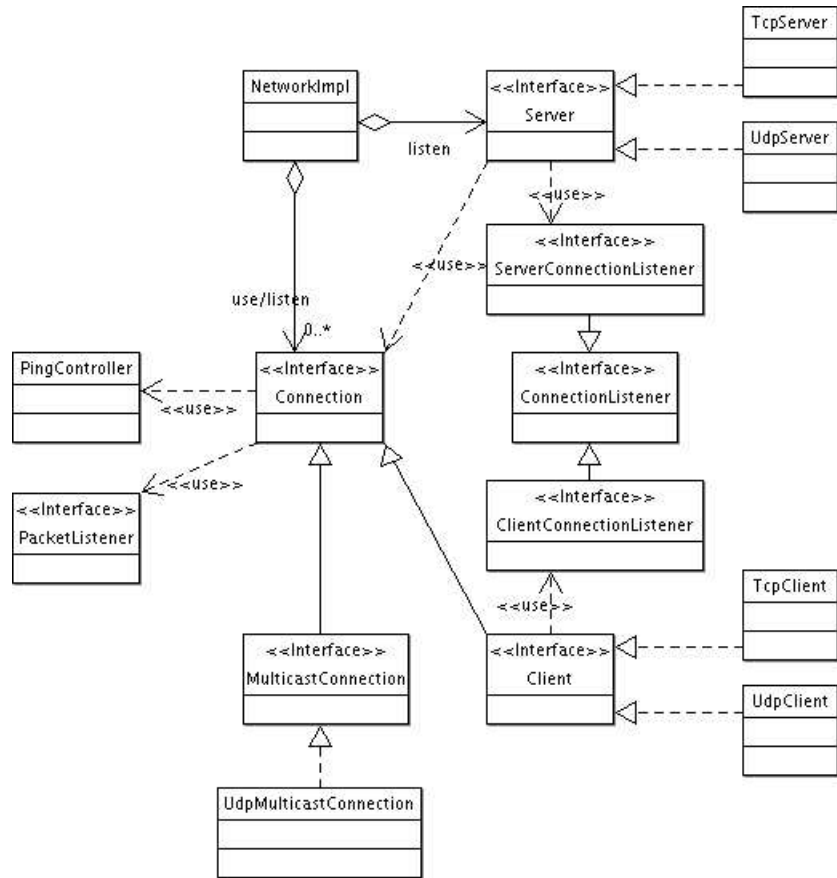 TcpServer
NetworkImpl
<<Interface>>
Server
listen
UdpServer
<<use>>
<<Interface>>
ServerConnectionListener
<<use>>
use/listen
0..*
PingController
<<Interface>>
Connection
<<Interface>>
ConnectionListener
<<use>>
<<use>>
<<Interface>>
PacketListener
<<Interface>>
ClientConnectionListener
<<use>>
TcpClient
<<Interface>>
MulticastConnection
<<Interface>>
Client
UdpClient
UdpMulticastConnection